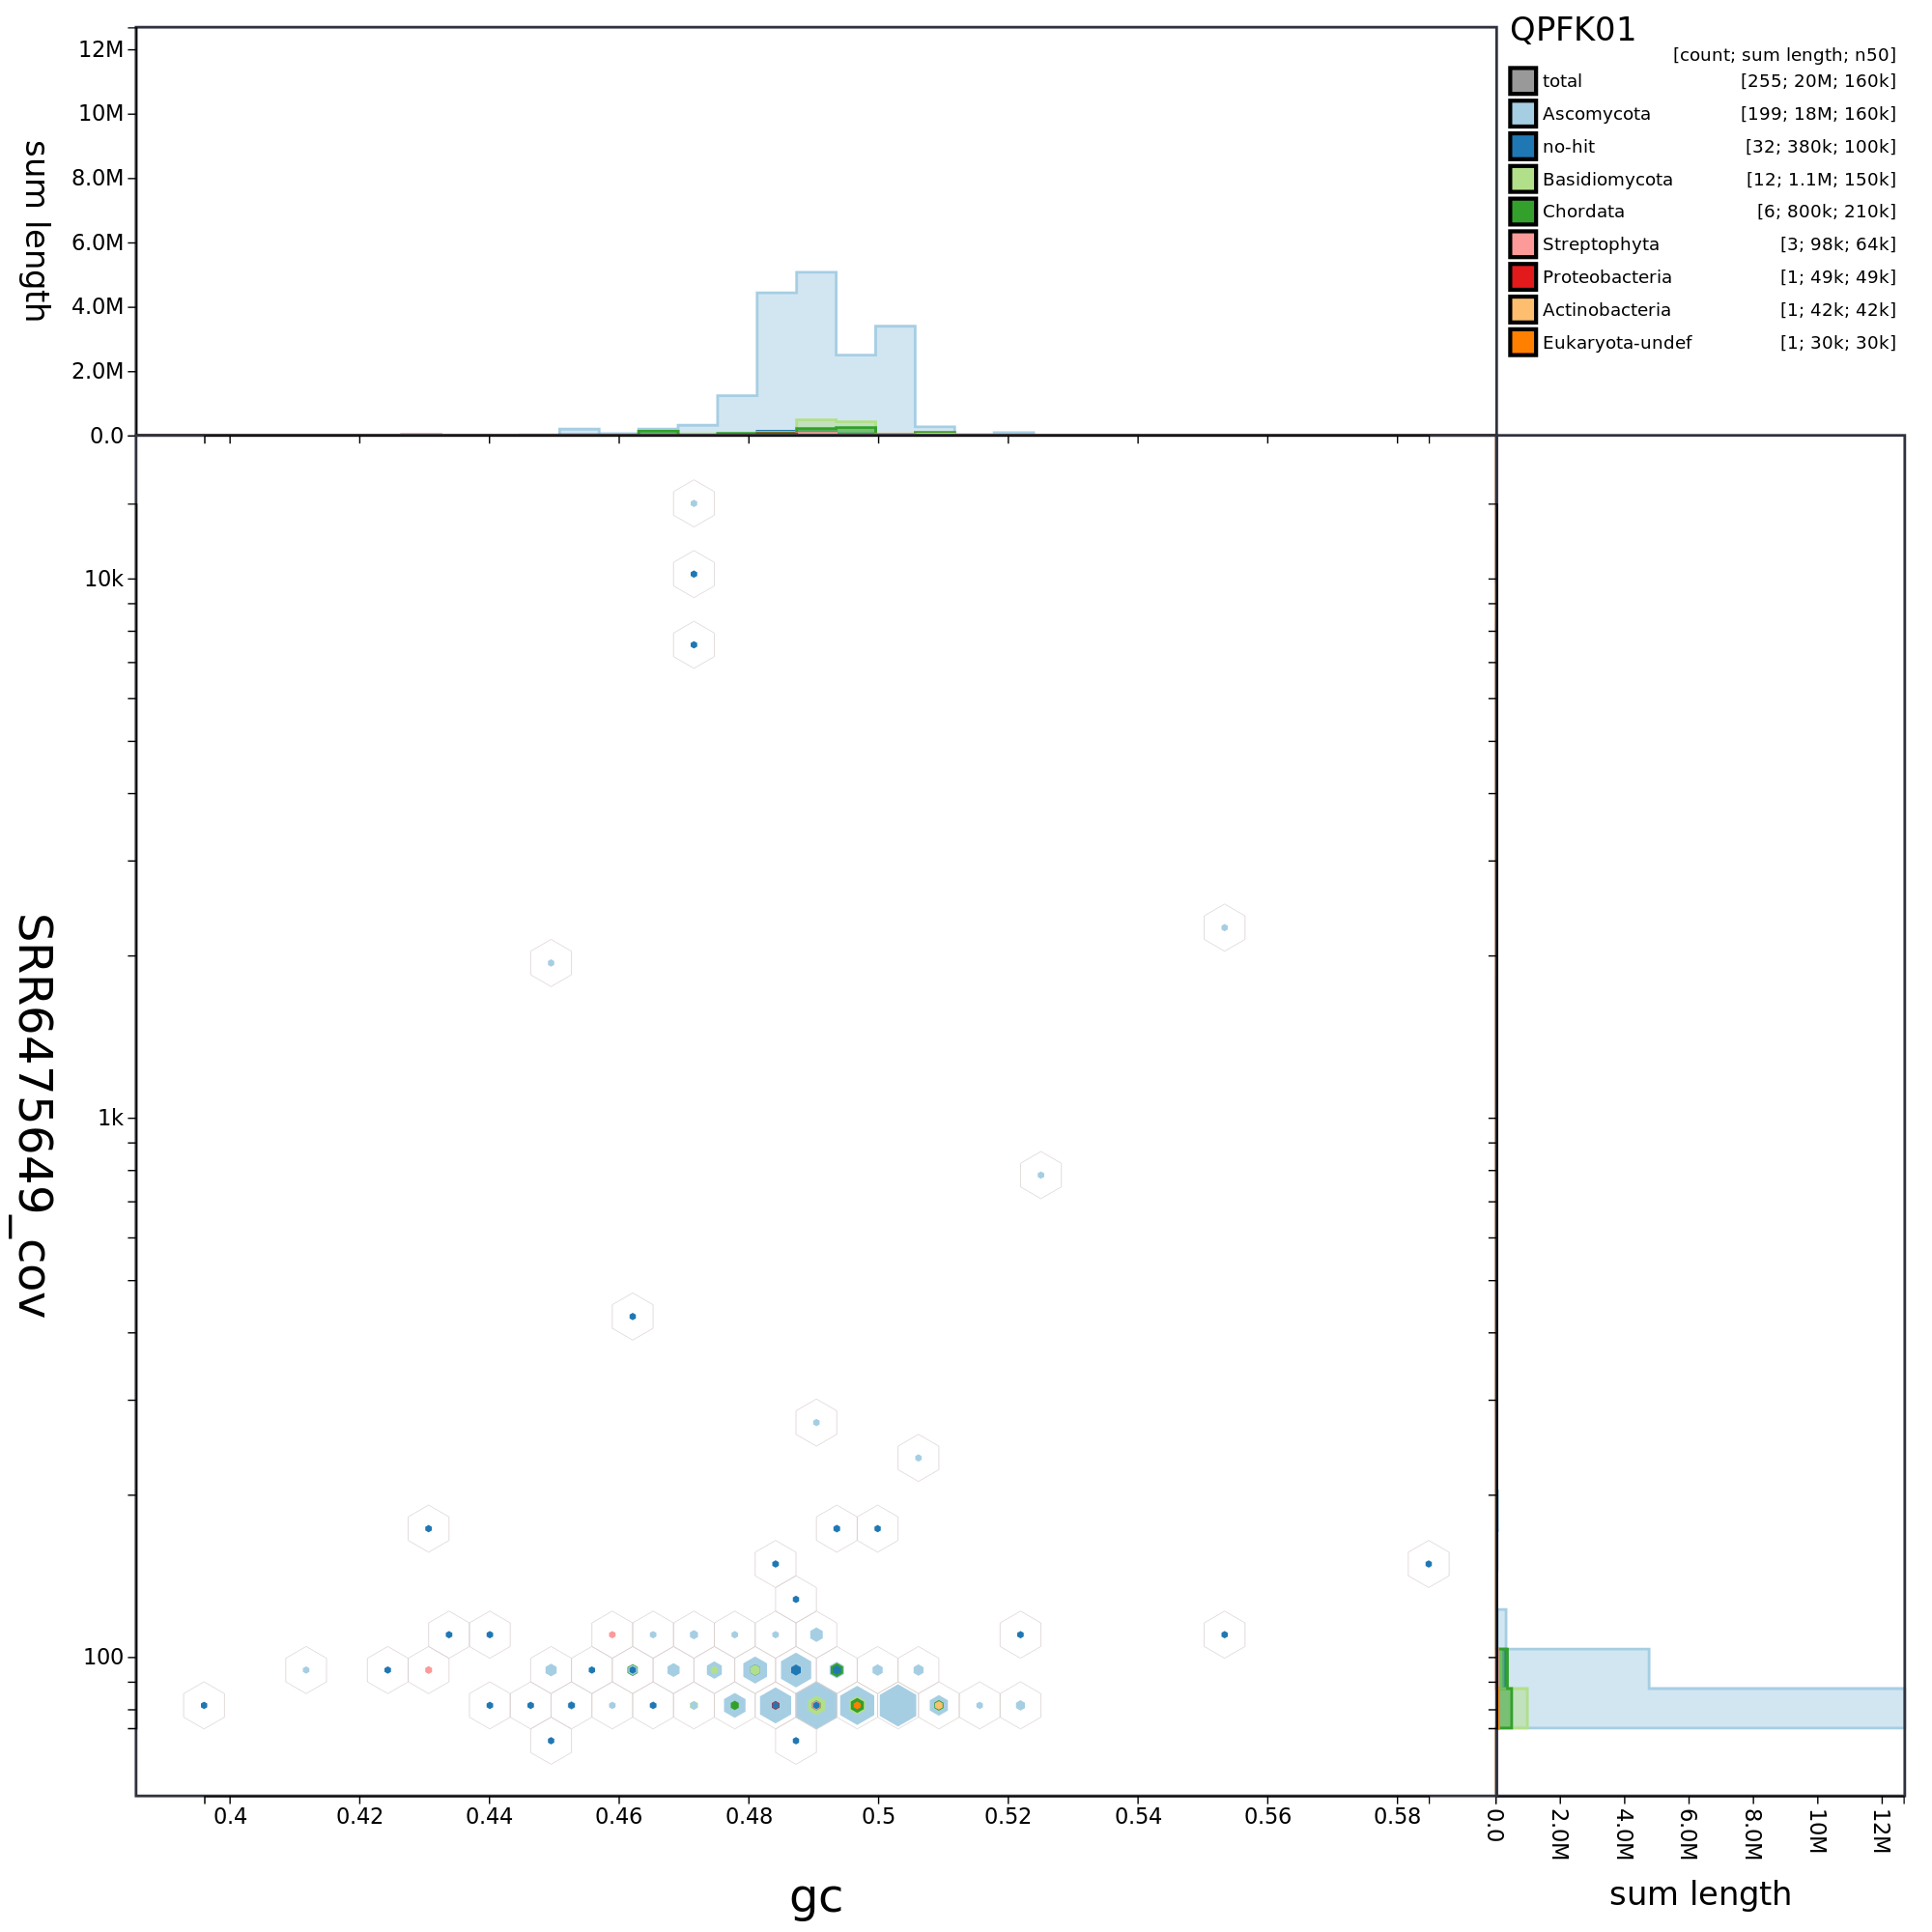 QPFK01
[count; sum length; n50]
total [255; 20M; 160k]
Ascomycota [199; 18M; 160k]
no-hit [32; 380k; 100k]
Basidiomycota [12; 1.1M; 150k]
Chordata [6; 800k; 210k]
Streptophyta [3; 98k; 64k]
Proteobacteria [1; 49k; 49k]
Actinobacteria [1; 42k; 42k]
Eukaryota-undef [1; 30k; 30k]
sum length
12M
10M
8.0M
6.0M
4.0M
2.0M
0.0
SRR6475649_cov
10k
1k
100
0.4 0.42 0.44 0.46 0.48 0.5 0.52 0.54 0.56 0.58
gc
0.0 2.0M 4.0M 6.0M 8.0M 10M 12M
sum length